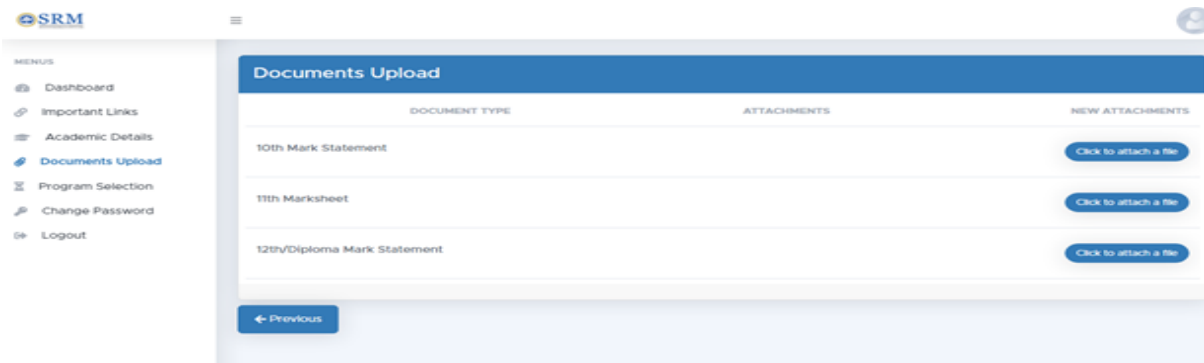 SRM
MENUS
Dashboard
Important Links
Academic Details
Documents Upload
Program Selection
Change Password
Logout
Documents Upload
DOCUMENT TYPE ATTACHMENTS NEW ATTACHMENTS
10th Mark Statement Click to attach a file
11th Marksheet Click to attach a file
12th/Diploma Mark Statement Click to attach a file
← Previous